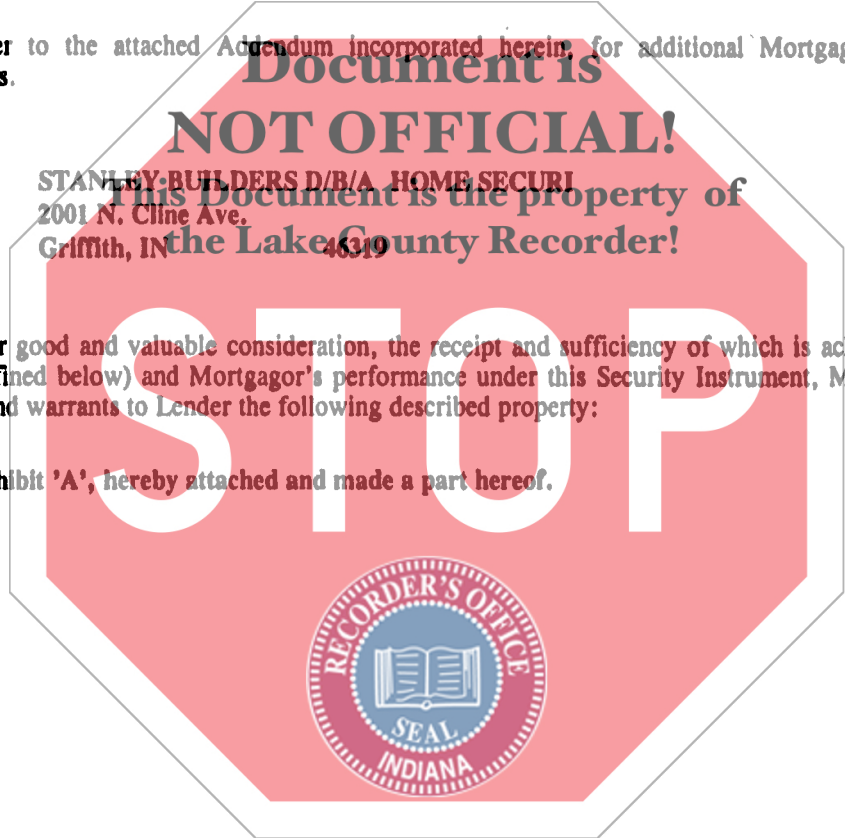 er to the attached Addendum incorporated herein, for additional Mortgag
s.
Document is
NOT OFFICIAL!
STANLEY BUILDERS D/B/A HOME SECURI
This Document is the property of
2001 N. Cline Ave.
Griffith, IN 46319
the Lake County Recorder!
r good and valuable consideration, the receipt and sufficiency of which is ac
fined below) and Mortgagor's performance under this Security Instrument, M
nd warrants to Lender the following described property:
hibit 'A', hereby attached and made a part hereof.
STOP
RECORDER'S OFFICE
SEAL
INDIANA